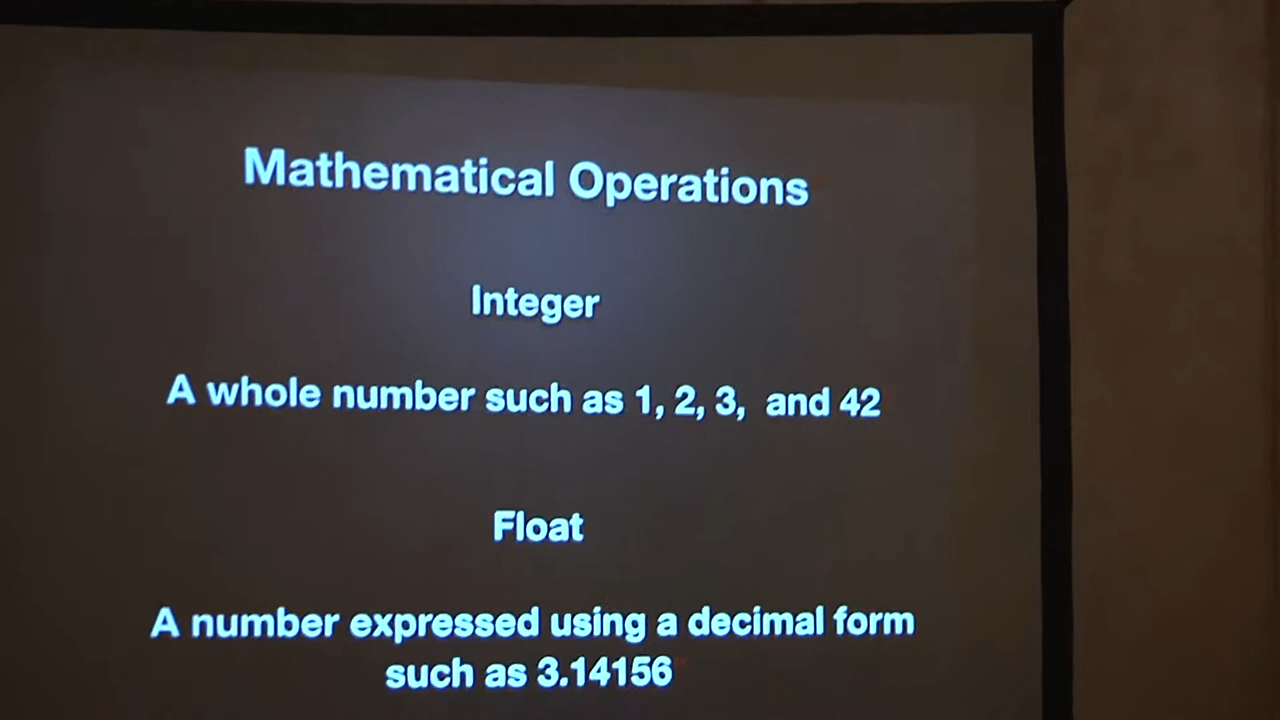 Mathematical Operations
Integer
A whole number such as 1, 2, 3,  and 42
Float
A number expressed using a decimal form
such as 3.14156